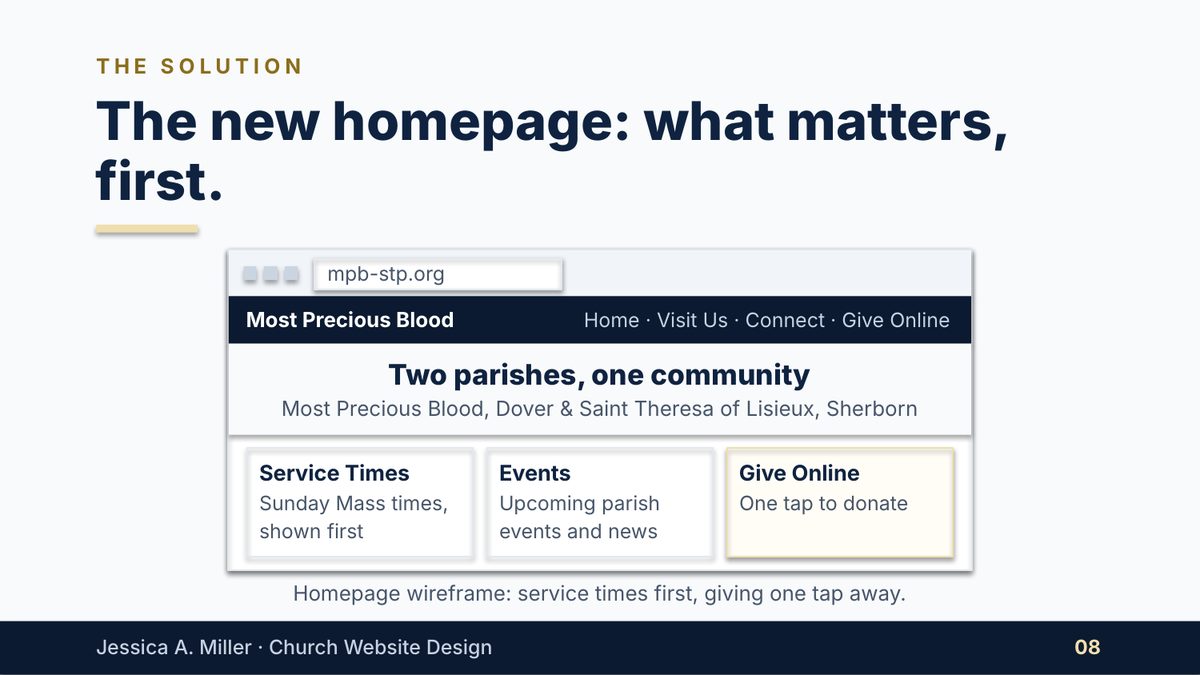 THE SOLUTION
The new homepage: what matters,
first.
mpb-stp.org
Most Precious Blood
Home · Visit Us · Connect · Give Online
Two parishes, one community
Most Precious Blood, Dover & Saint Theresa of Lisieux, Sherborn
Service Times
Sunday Mass times,
shown first
Events
Upcoming parish
events and news
Give Online
One tap to donate
Homepage wireframe: service times first, giving one tap away.
Jessica A. Miller · Church Website Design
08